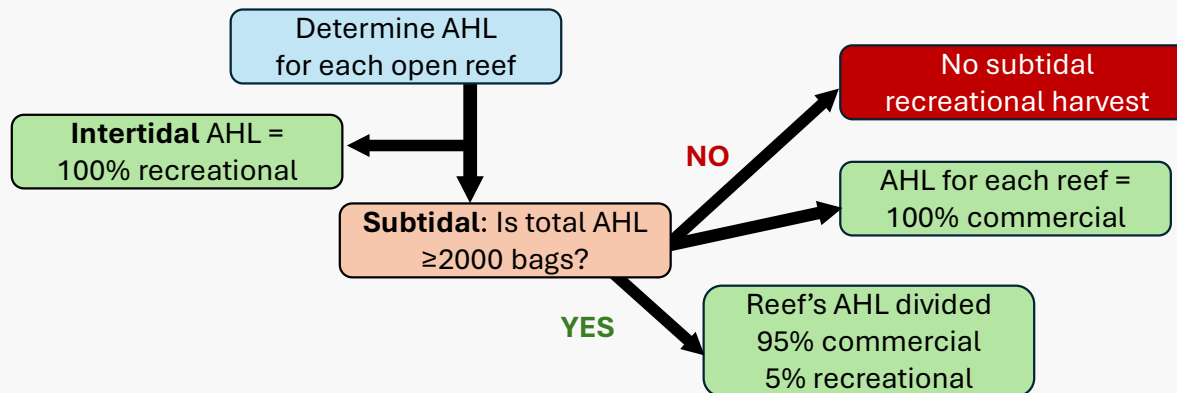 Determine AHL
for each open reef
Intertidal AHL =
100% recreational
Subtidal: Is total AHL
≥2000 bags?
NO
No subtidal
recreational harvest
AHL for each reef =
100% commercial
YES
Reef’s AHL divided
95% commercial
5% recreational